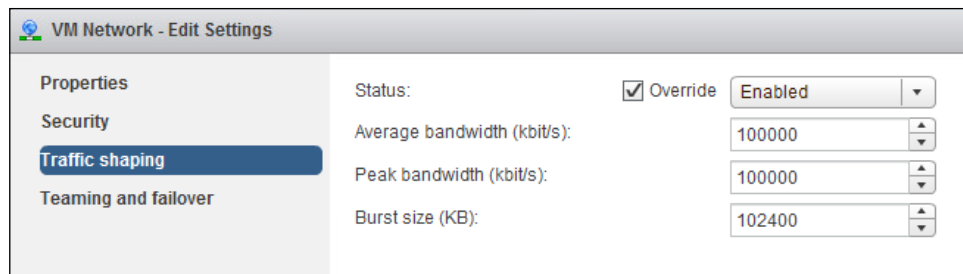 VM Network - Edit Settings
Properties
Security
Traffic shaping
Teaming and failover
Status: Override Enabled
Average bandwidth (kbit/s): 100000
Peak bandwidth (kbit/s): 100000
Burst size (KB): 102400